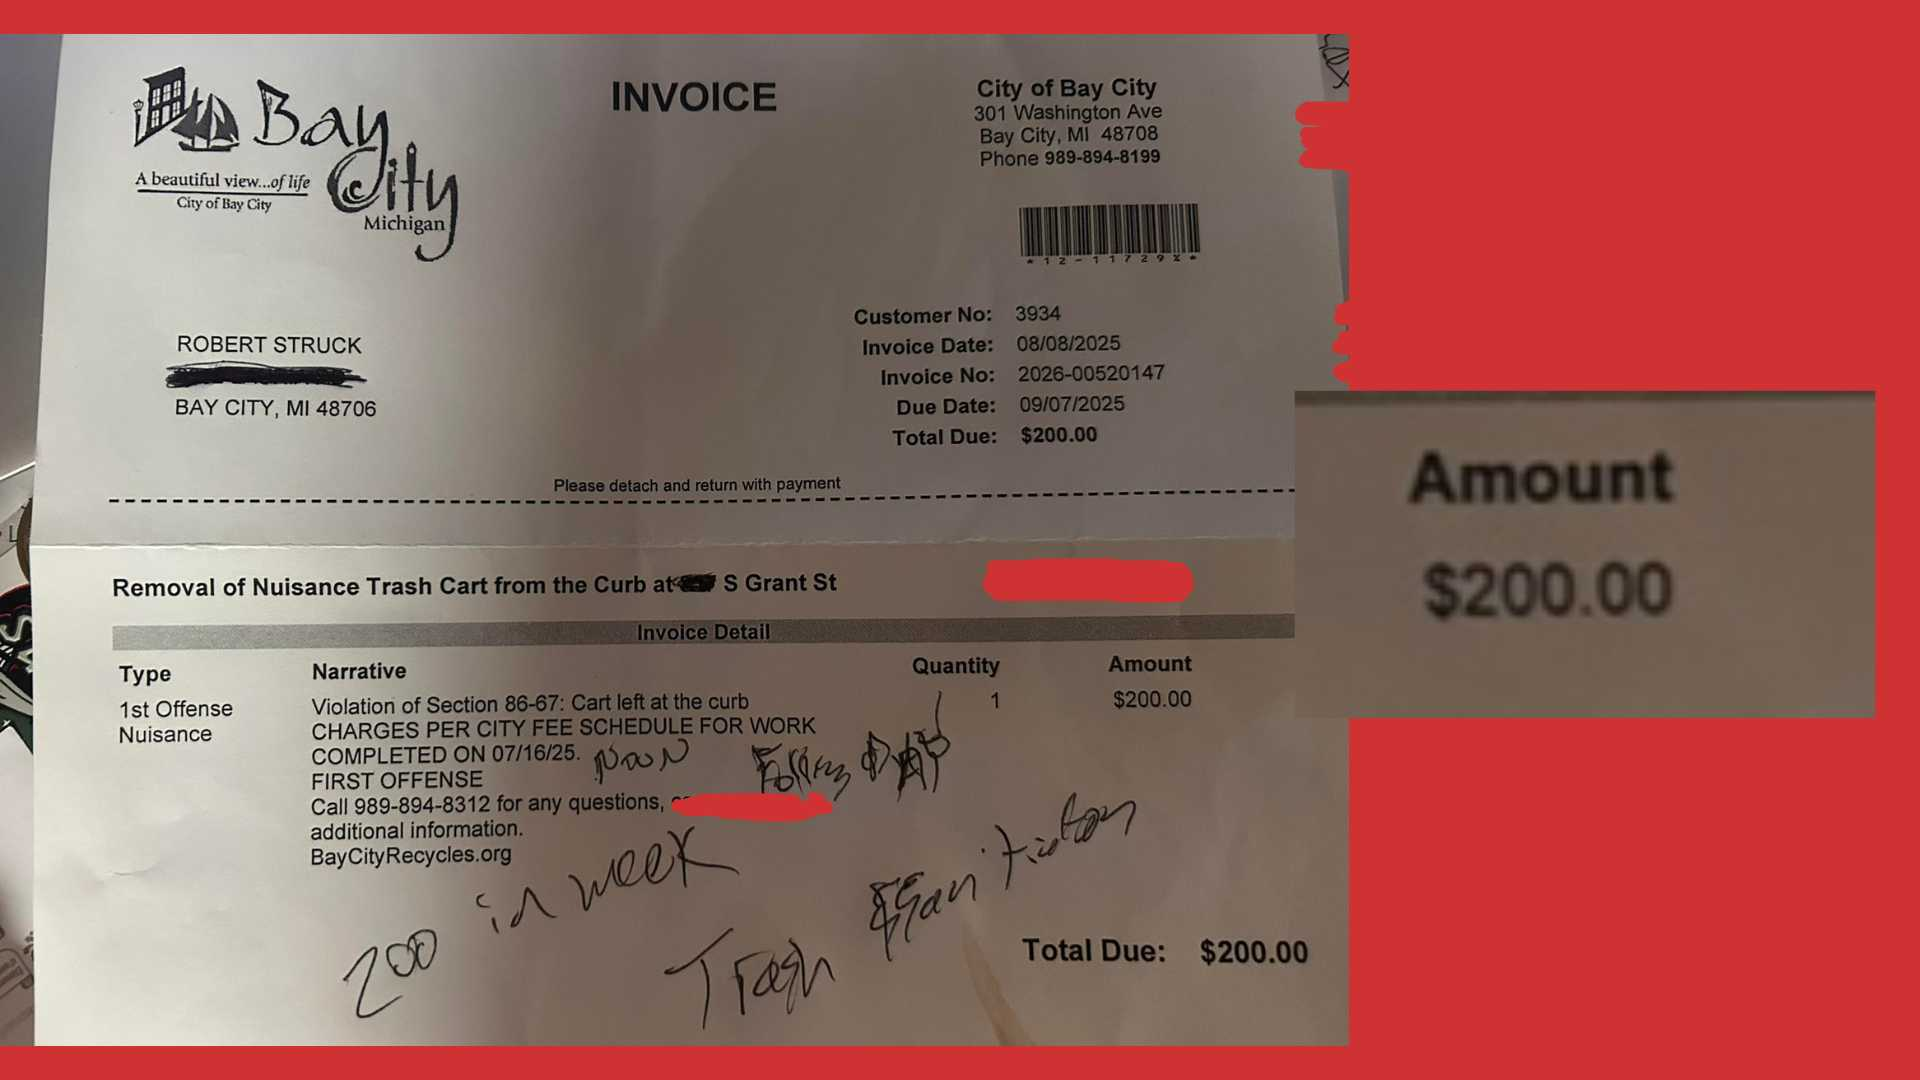 Bay City
Michigan
A beautiful view...of life
City of Bay City
INVOICE
City of Bay City
301 Washington Ave
Bay City, MI 48708
Phone 989-894-8199
ROBERT STRUCK
BAY CITY, MI 48706
Customer No: 3934
Invoice Date: 08/08/2025
Invoice No: 2026-00520147
Due Date: 09/07/2025
Total Due: $200.00
Please detach and return with payment
Removal of Nuisance Trash Cart from the Curb at S Grant St
Invoice Detail
Type Narrative Quantity Amount
1st Offense Nuisance
Violation of Section 86-67: Cart left at the curb 1 $200.00
CHARGES PER CITY FEE SCHEDULE FOR WORK
COMPLETED ON 07/16/25. NOON
FIRST OFFENSE
Call 989-894-8312 for any questions,
additional information.
BayCityRecycles.org
200 in week
Trash
Total Due: $200.00
Amount
$200.00